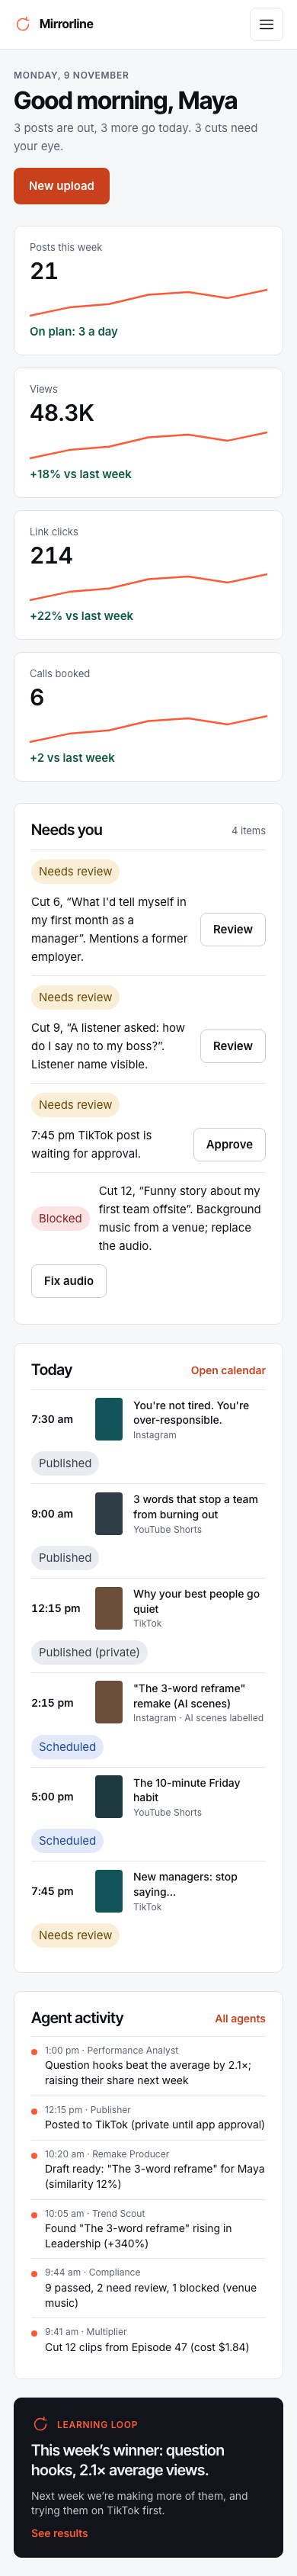 Mirrorline
MONDAY, 9 NOVEMBER
Good morning, Maya
3 posts are out, 3 more go today. 3 cuts need
your eye.
New upload
Posts this week
21
On plan: 3 a day
Views
48.3K
+18% vs last week
Link clicks
214
+22% vs last week
Calls booked
6
+2 vs last week
Needs you
4 items
Needs review
Cut 6, “What I'd tell myself in
my first month as a
manager”. Mentions a former
employer.
Review
Needs review
Cut 9, “A listener asked: how
do I say no to my boss?”.
Listener name visible.
Review
Needs review
7:45 pm TikTok post is
waiting for approval.
Approve
Blocked
Cut 12, “Funny story about my
first team offsite”. Background
music from a venue; replace
the audio.
Fix audio
Today
Open calendar
7:30 am
You're not tired. You're
over-responsible.
Instagram
Published
9:00 am
3 words that stop a team
from burning out
YouTube Shorts
Published
12:15 pm
Why your best people go
quiet
TikTok
Published (private)
2:15 pm
"The 3-word reframe"
remake (AI scenes)
Instagram · AI scenes labelled
Scheduled
5:00 pm
The 10-minute Friday
habit
YouTube Shorts
Scheduled
7:45 pm
New managers: stop
saying…
TikTok
Needs review
Agent activity
All agents
1:00 pm · Performance Analyst
Question hooks beat the average by 2.1×;
raising their share next week
12:15 pm · Publisher
Posted to TikTok (private until app approval)
10:20 am · Remake Producer
Draft ready: "The 3-word reframe" for Maya
(similarity 12%)
10:05 am · Trend Scout
Found "The 3-word reframe" rising in
Leadership (+340%)
9:44 am · Compliance
9 passed, 2 need review, 1 blocked (venue
music)
9:41 am · Multiplier
Cut 12 clips from Episode 47 (cost $1.84)
LEARNING LOOP
This week’s winner: question
hooks, 2.1× average views.
Next week we’re making more of them, and
trying them on TikTok first.
See results